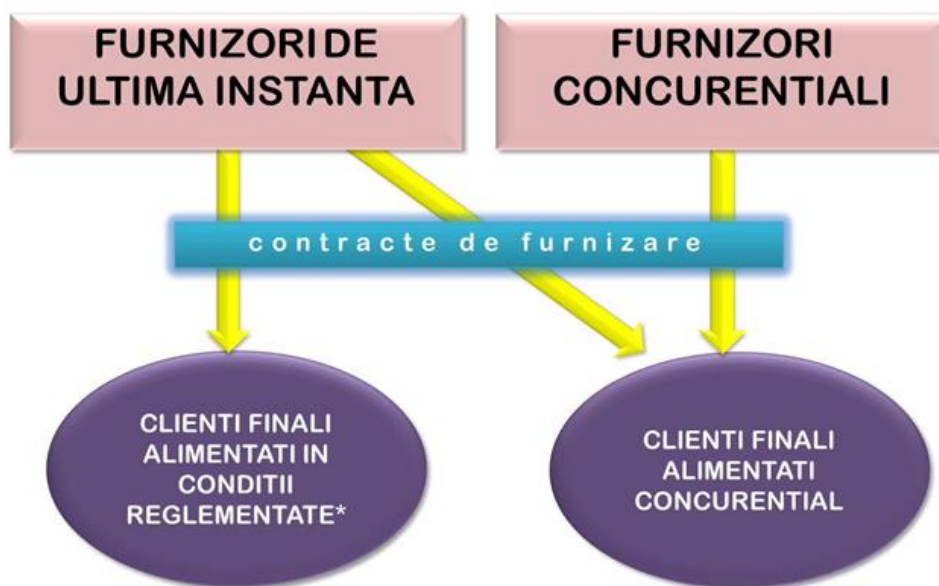 FURNIZORI DE
ULTIMA INSTANTA
FURNIZORI
CONCURENTIALI
contracte de furnizare
CLIENTI FINALI
ALIMENTATI IN
CONDITII
REGLEMENTATE*
CLIENTI FINALI
ALIMENTATI
CONCURENTIAL